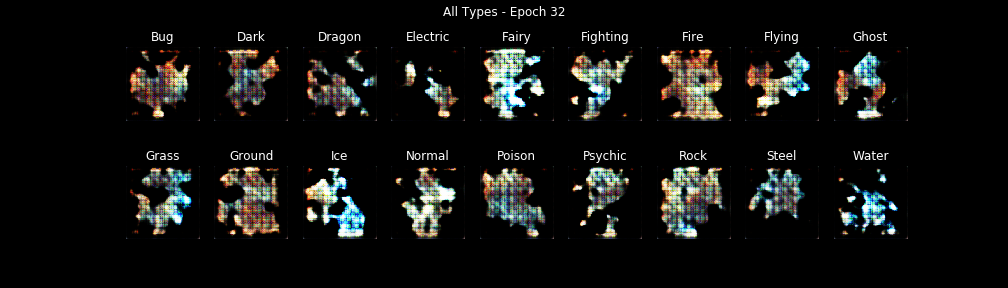 All Types - Epoch 32
Bug Dark Dragon Electric Fairy Fighting Fire Flying Ghost
Grass Ground Ice Normal Poison Psychic Rock Steel Water